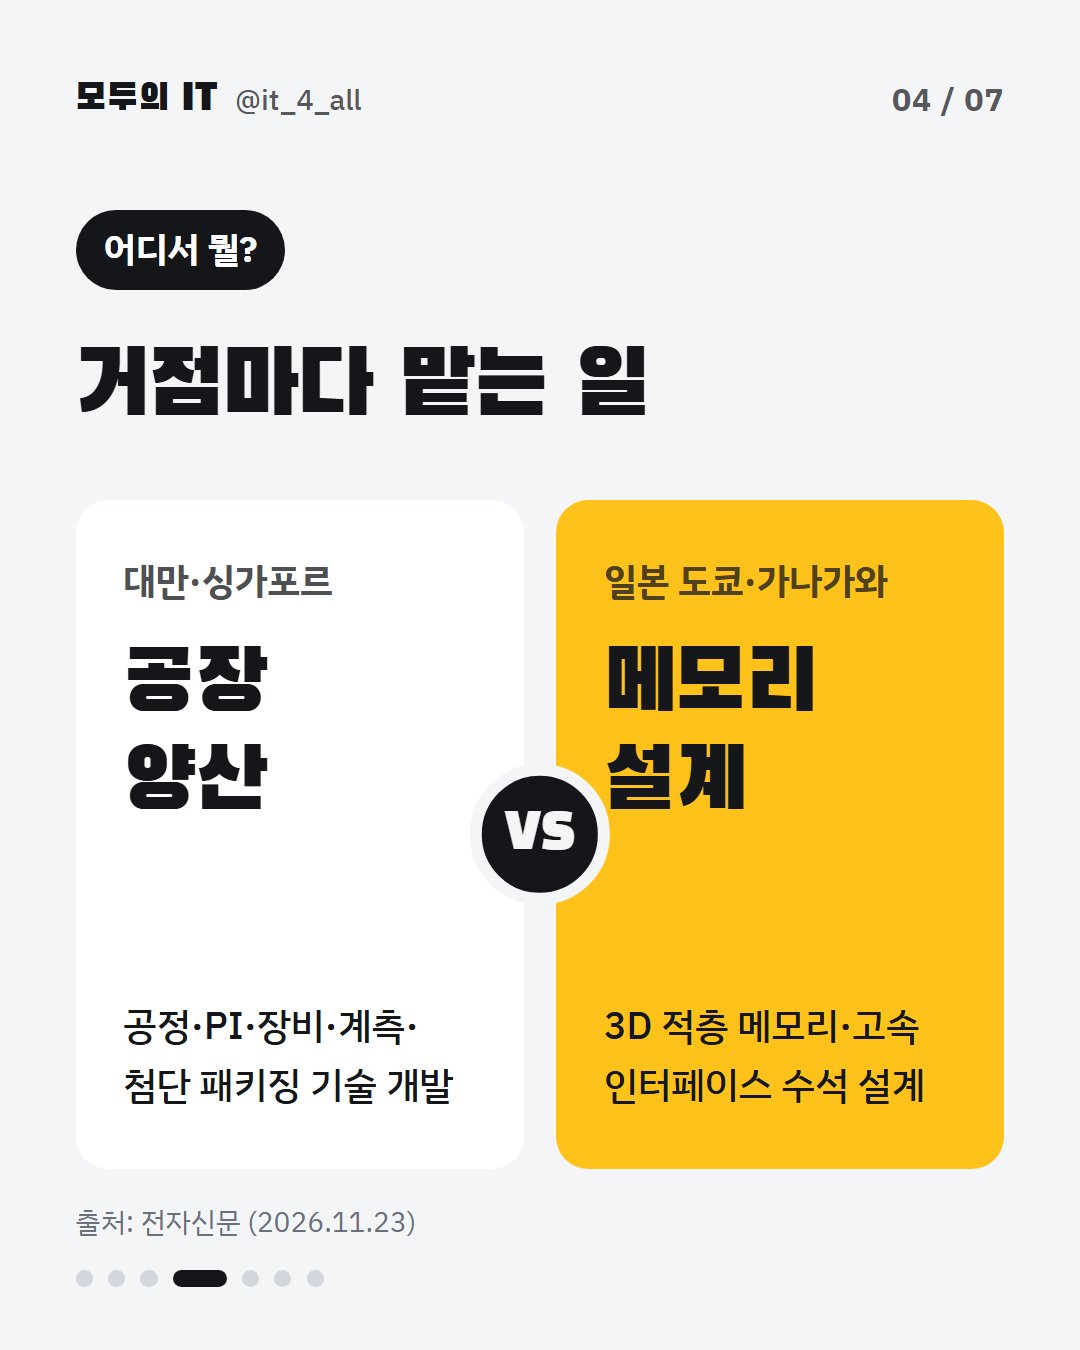 모두의 IT @it_4_all
04 / 07
어디서 뭘?
거점마다 맡는 일
대만·싱가포르
공장
양산
공정·PI·장비·계측·
첨단 패키징 기술 개발
VS
일본 도쿄·가나가와
메모리
설계
3D 적층 메모리·고속
인터페이스 수석 설계
출처: 전자신문 (2026.11.23)